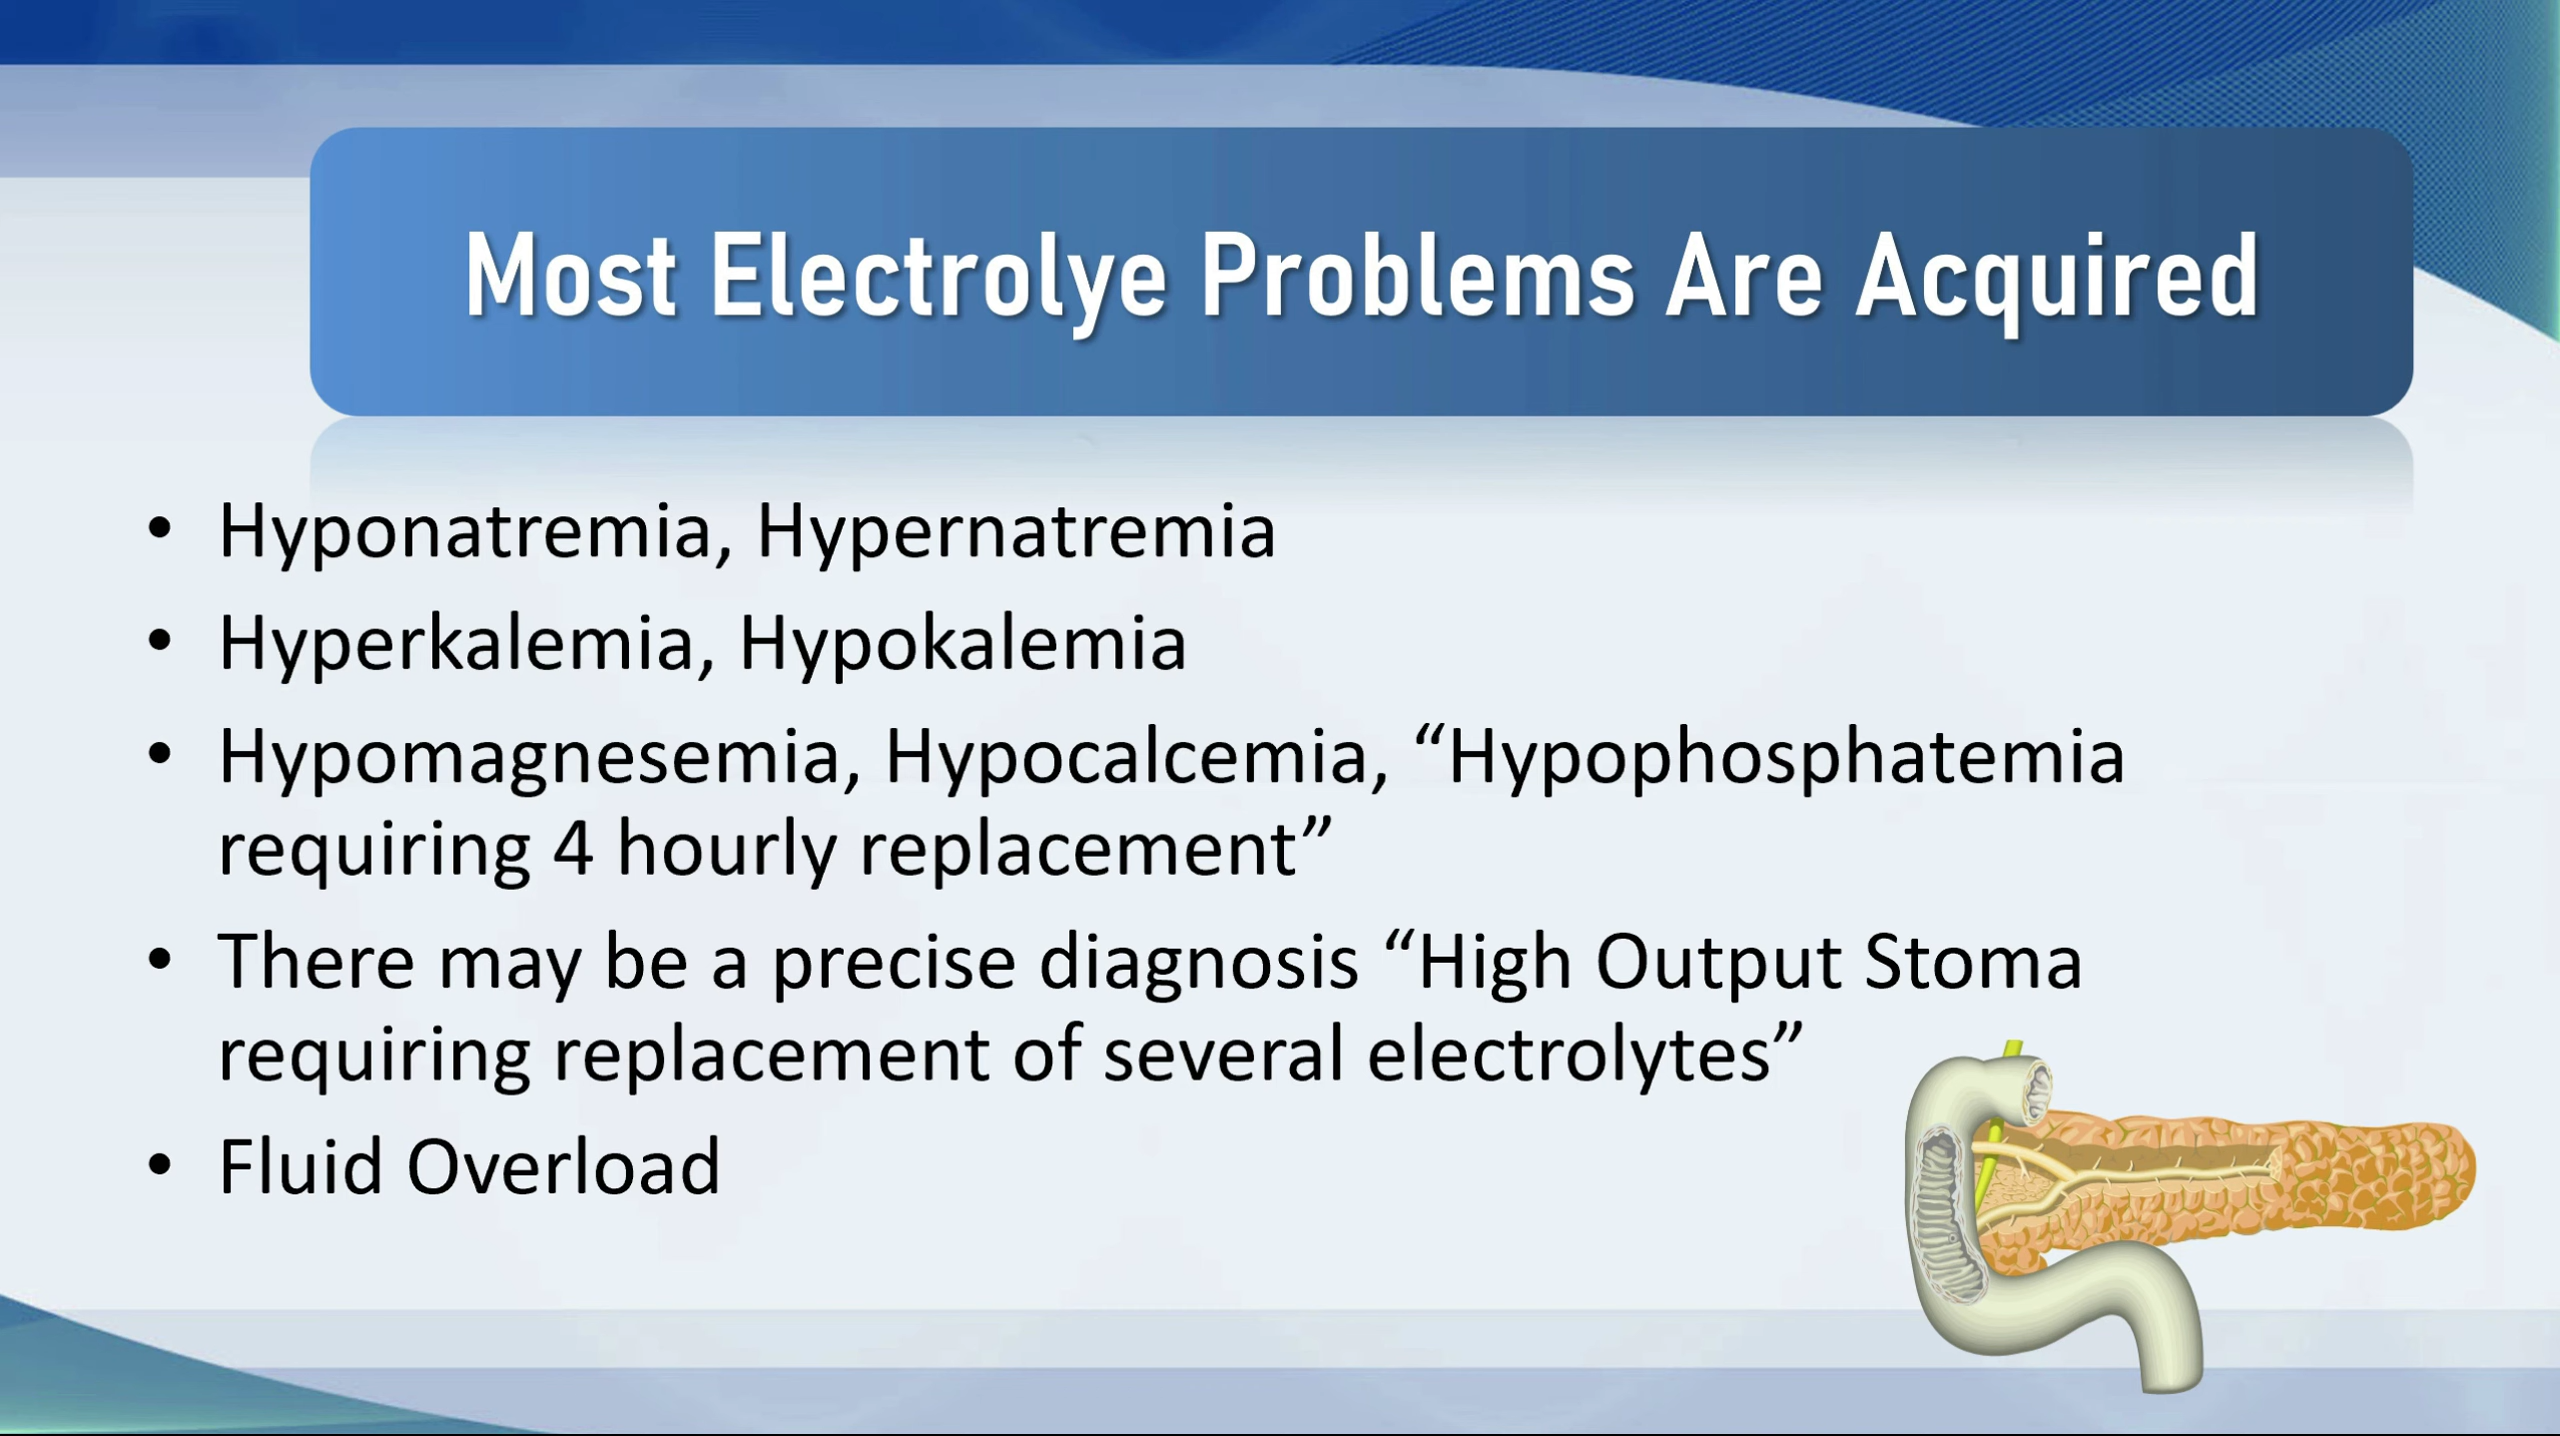 Most Electrolye Problems Are Acquired
• Hyponatremia, Hypernatremia
• Hyperkalemia, Hypokalemia
• Hypomagnesemia, Hypocalcemia, “Hypophosphatemia
requiring 4 hourly replacement”
• There may be a precise diagnosis “High Output Stoma
requiring replacement of several electrolytes”
• Fluid Overload